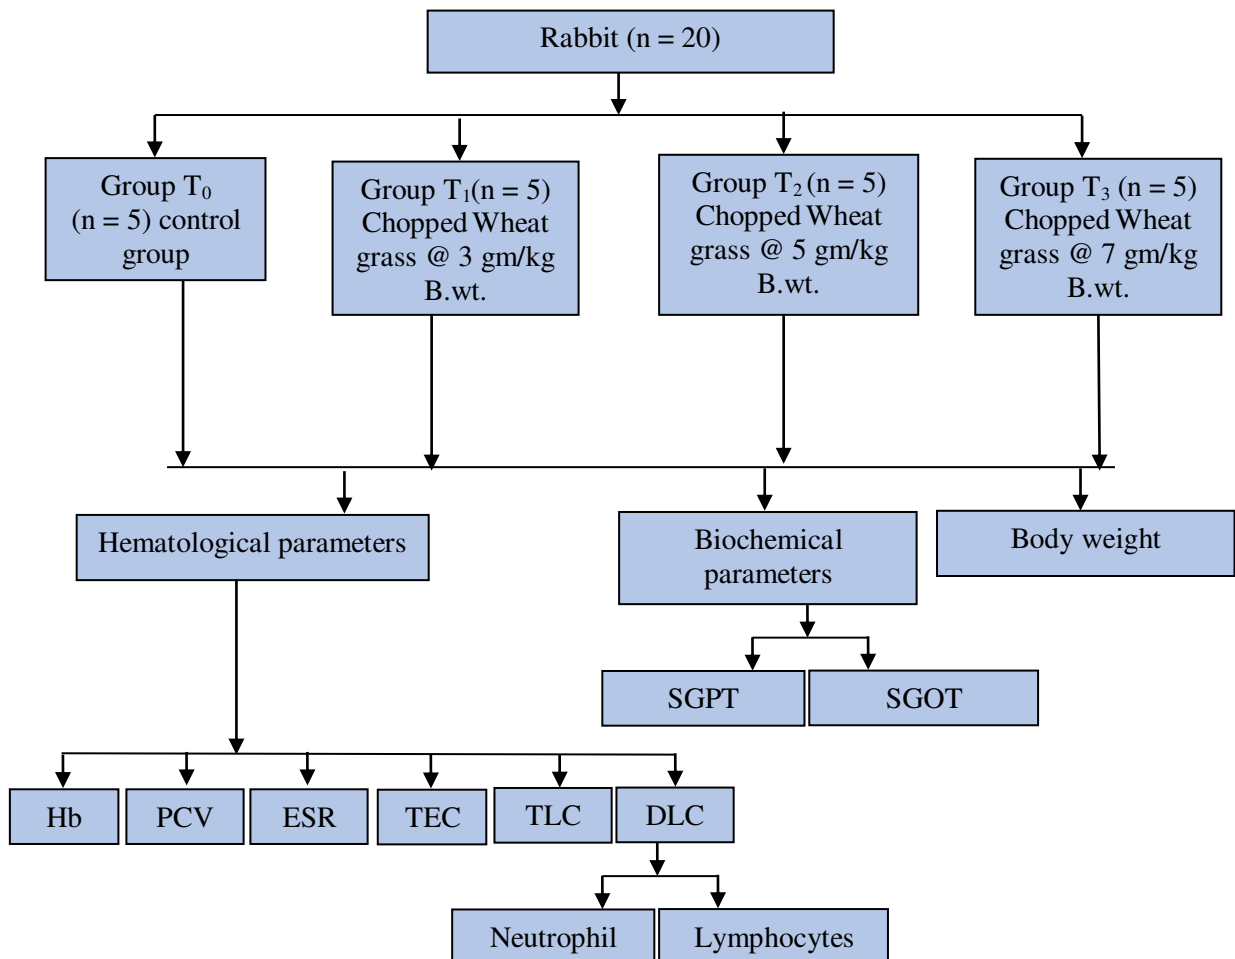 Rabbit (n = 20)
Group T₀
(n = 5) control
group
Group T₁(n = 5)
Chopped Wheat
grass @ 3 gm/kg
B.wt.
Group T₂ (n = 5)
Chopped Wheat
grass @ 5 gm/kg
B.wt.
Group T₃ (n = 5)
Chopped Wheat
grass @ 7 gm/kg
B.wt.
Hematological parameters
Biochemical
parameters
Body weight
SGPT
SGOT
Hb
PCV
ESR
TEC
TLC
DLC
Neutrophil
Lymphocytes